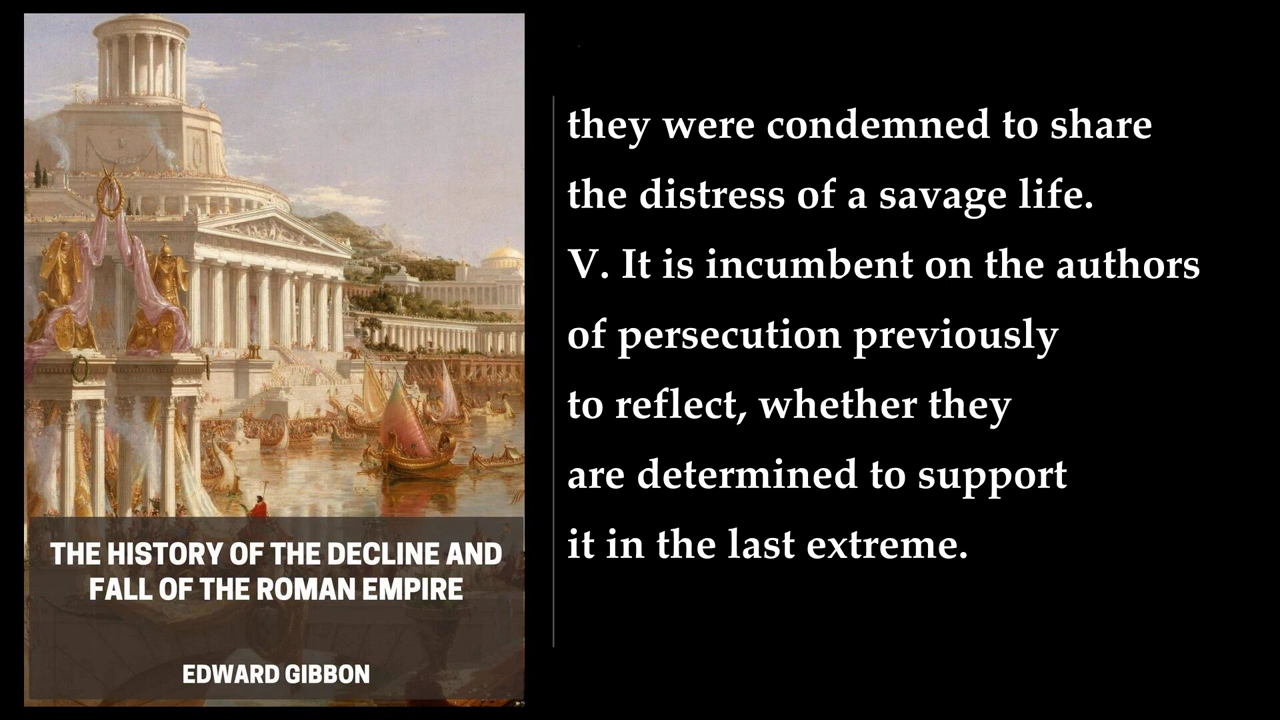 THE HISTORY OF THE DECLINE AND
FALL OF THE ROMAN EMPIRE
EDWARD GIBBON
they were condemned to share
the distress of a savage life.
V. It is incumbent on the authors
of persecution previously
to reflect, whether they
are determined to support
it in the last extreme.